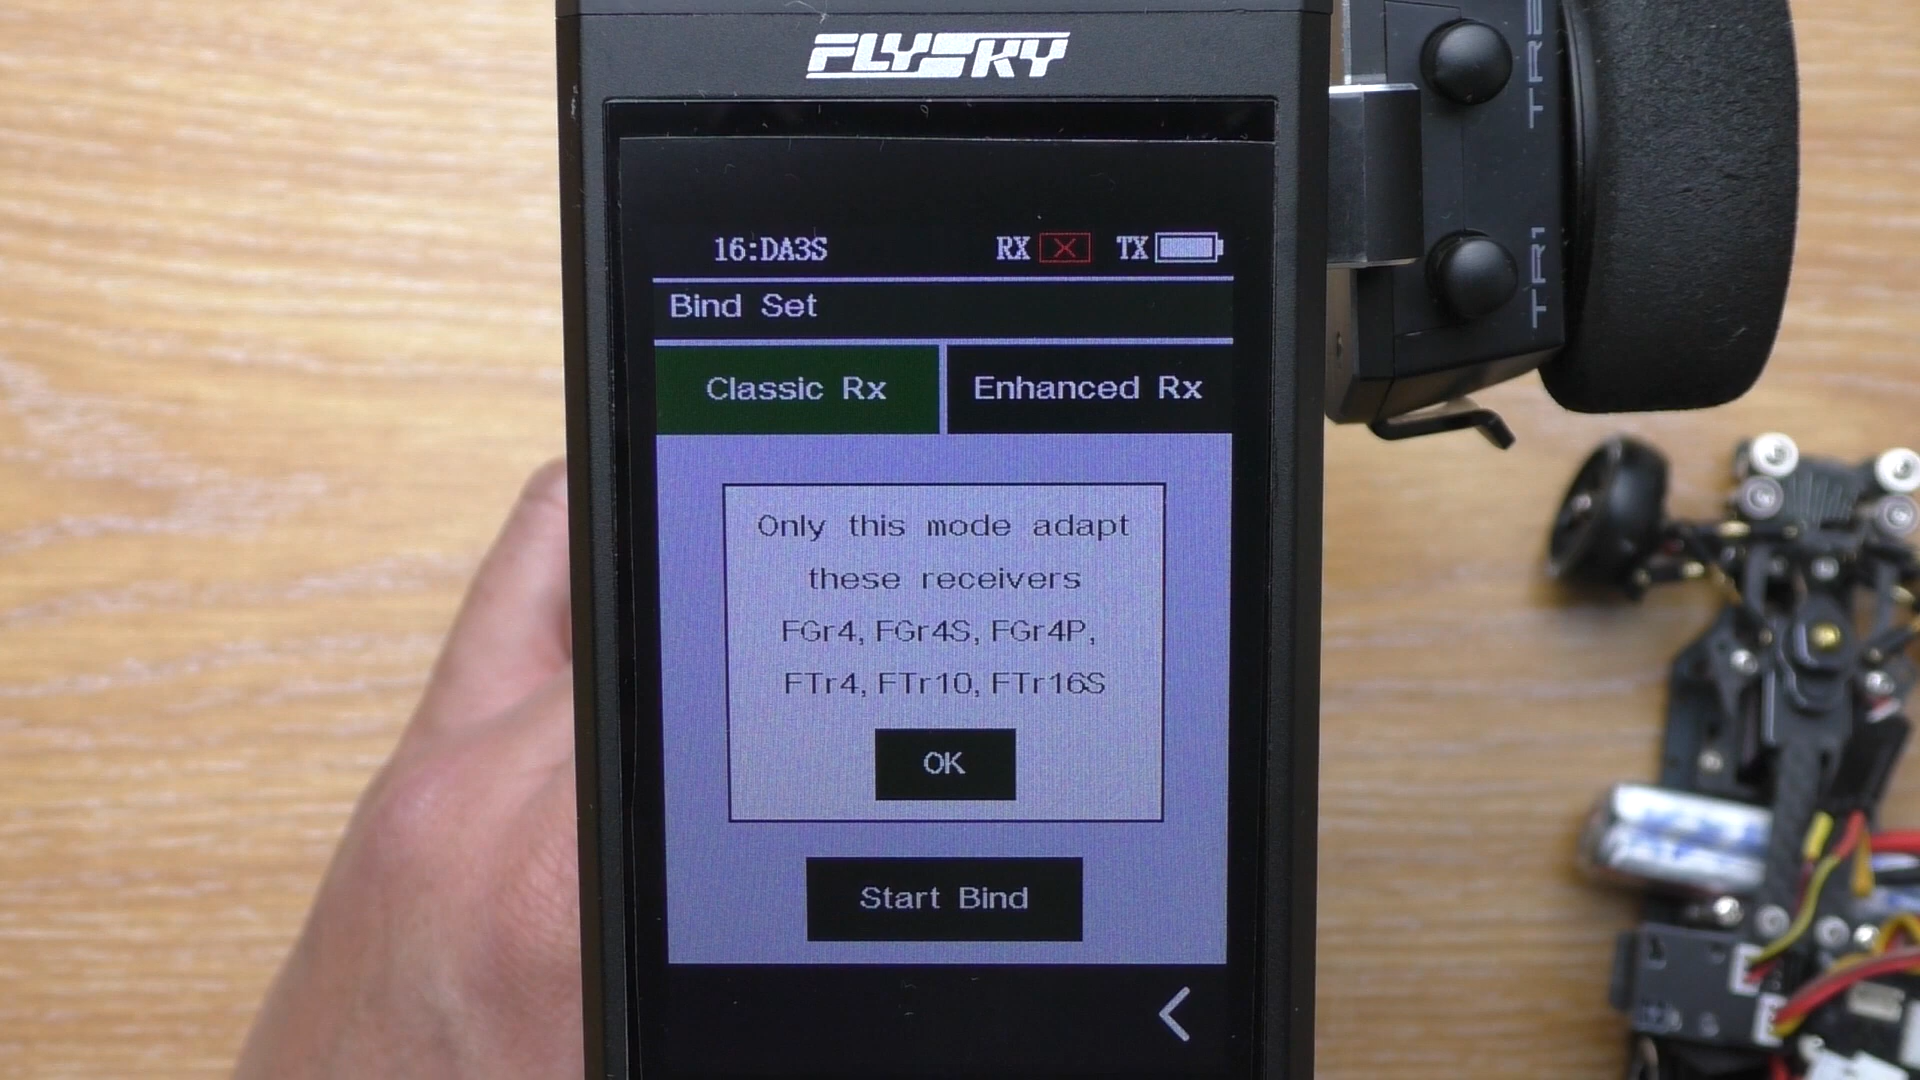 FLYSKY
16:DA3S RX TX
Bind Set
Classic Rx Enhanced Rx
Only this mode adapt
these receivers
FGr4, FGr4S, FGr4P,
FTr4, FTr10, FTr16S
OK
Start Bind
TR1